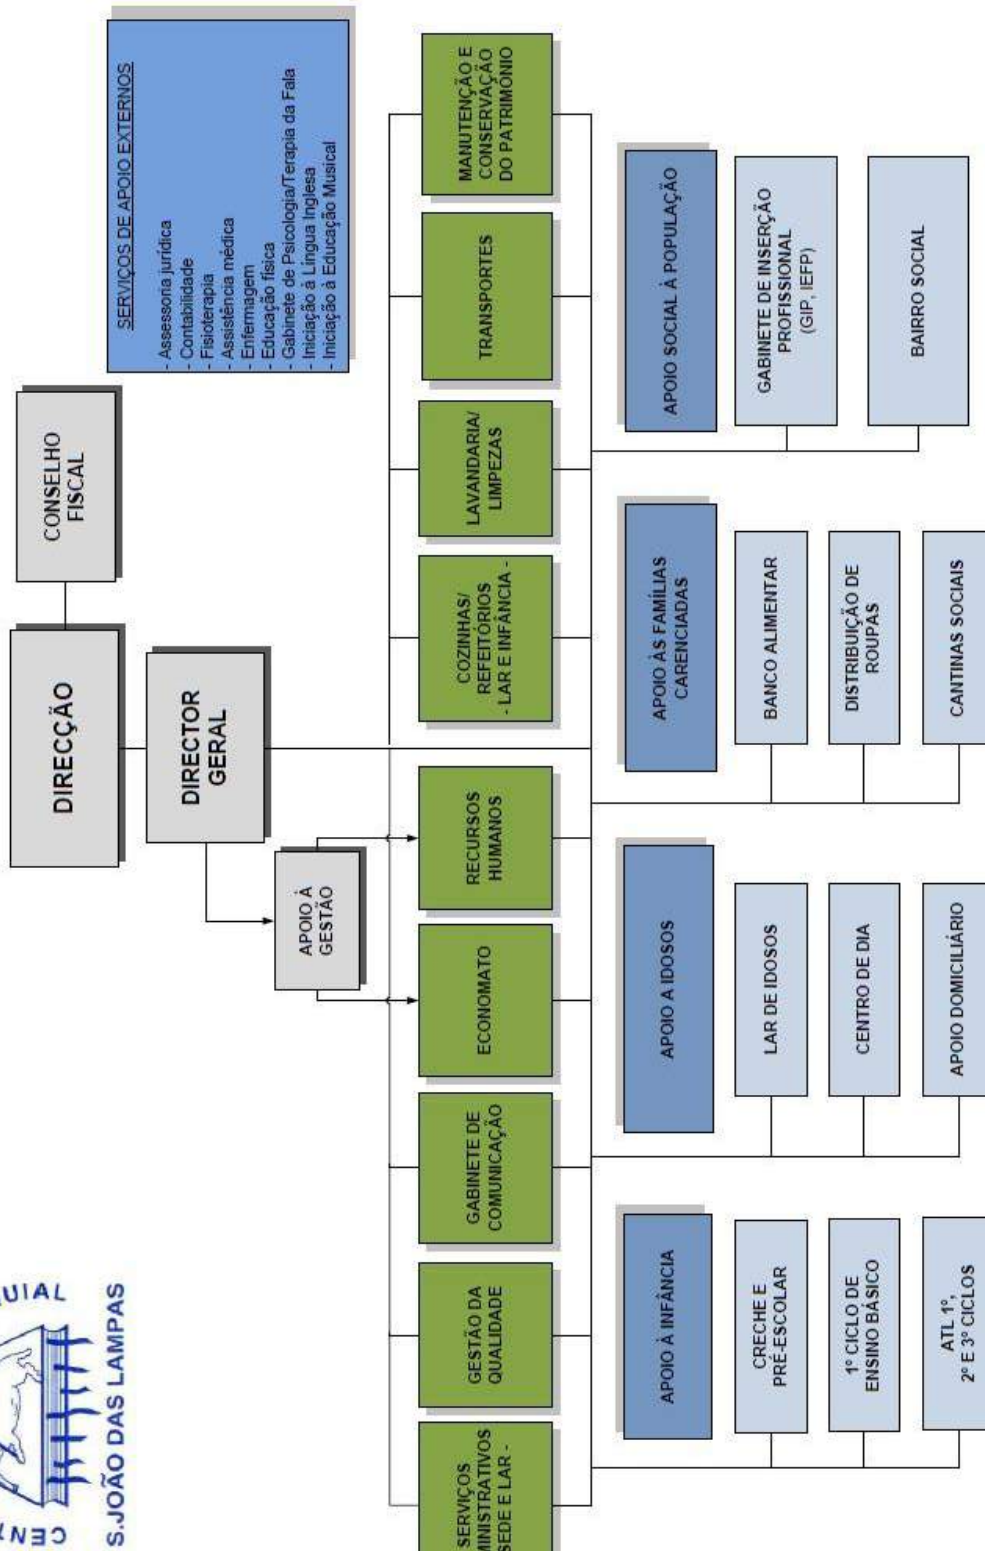 UIAL
CEN
S.JOÃO DAS LAMPAS
DIRECÇÃO
CONSELHO
FISCAL
DIRECTOR
GERAL
APOIO À
GESTÃO
SERVIÇOS DE APOIO EXTERNOS
- Assessoria jurídica
- Contabilidade
- Fisioterapia
- Assistência médica
- Enfermagem
- Educação física
- Gabinete de Psicologia/Terapia da Fala
- Iniciação à Língua Inglesa
- Iniciação à Educação Musical
SERVIÇOS
MINISTRATIVOS
SEDE E LAR -
GESTÃO DA
QUALIDADE
GABINETE DE
COMUNICAÇÃO
ECONOMATO
RECURSOS
HUMANOS
COZINHAS/
REFEITÓRIOS
- LAR E INFÂNCIA -
LAVANDARIA/
LIMPEZAS
TRANSPORTES
MANUTENÇÃO E
CONSERVAÇÃO
DO PATRIMÓNIO
APOIO À INFÂNCIA
CRECHE E
PRÉ-ESCOLAR
1º CICLO DE
ENSINO BÁSICO
ATL 1º,
2º E 3º CICLOS
APOIO A IDOSOS
LAR DE IDOSOS
CENTRO DE DIA
APOIO DOMICILIÁRIO
APOIO ÀS FAMÍLIAS
CARENCIADAS
BANCO ALIMENTAR
DISTRIBUIÇÃO DE
ROUPAS
CANTINAS SOCIAIS
APOIO SOCIAL À POPULAÇÃO
GABINETE DE INSERÇÃO
PROFISSIONAL
(GIP, IEFP)
BAIRRO SOCIAL